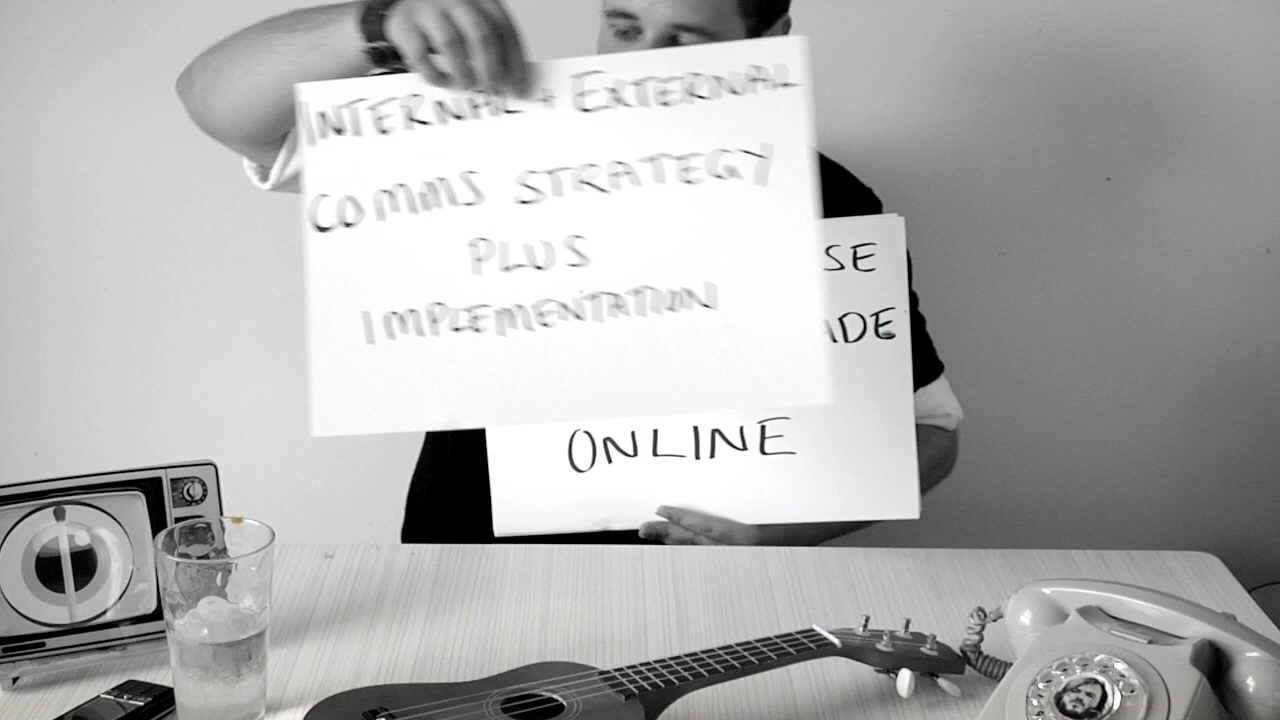 INTERNAL + EXTERNAL
COMMS STRATEGY
PLUS
IMPLEMENTATION
SE
ADE
ONLINE